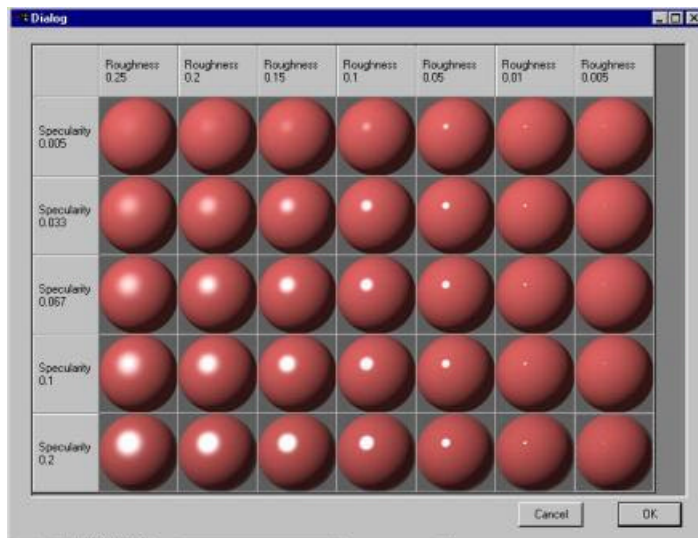 Dialog
Roughness
0.25
Roughness
0.2
Roughness
0.15
Roughness
0.1
Roughness
0.05
Roughness
0.01
Roughness
0.005
Specularity
0.005
Specularity
0.033
Specularity
0.067
Specularity
0.1
Specularity
0.2
Cancel
OK